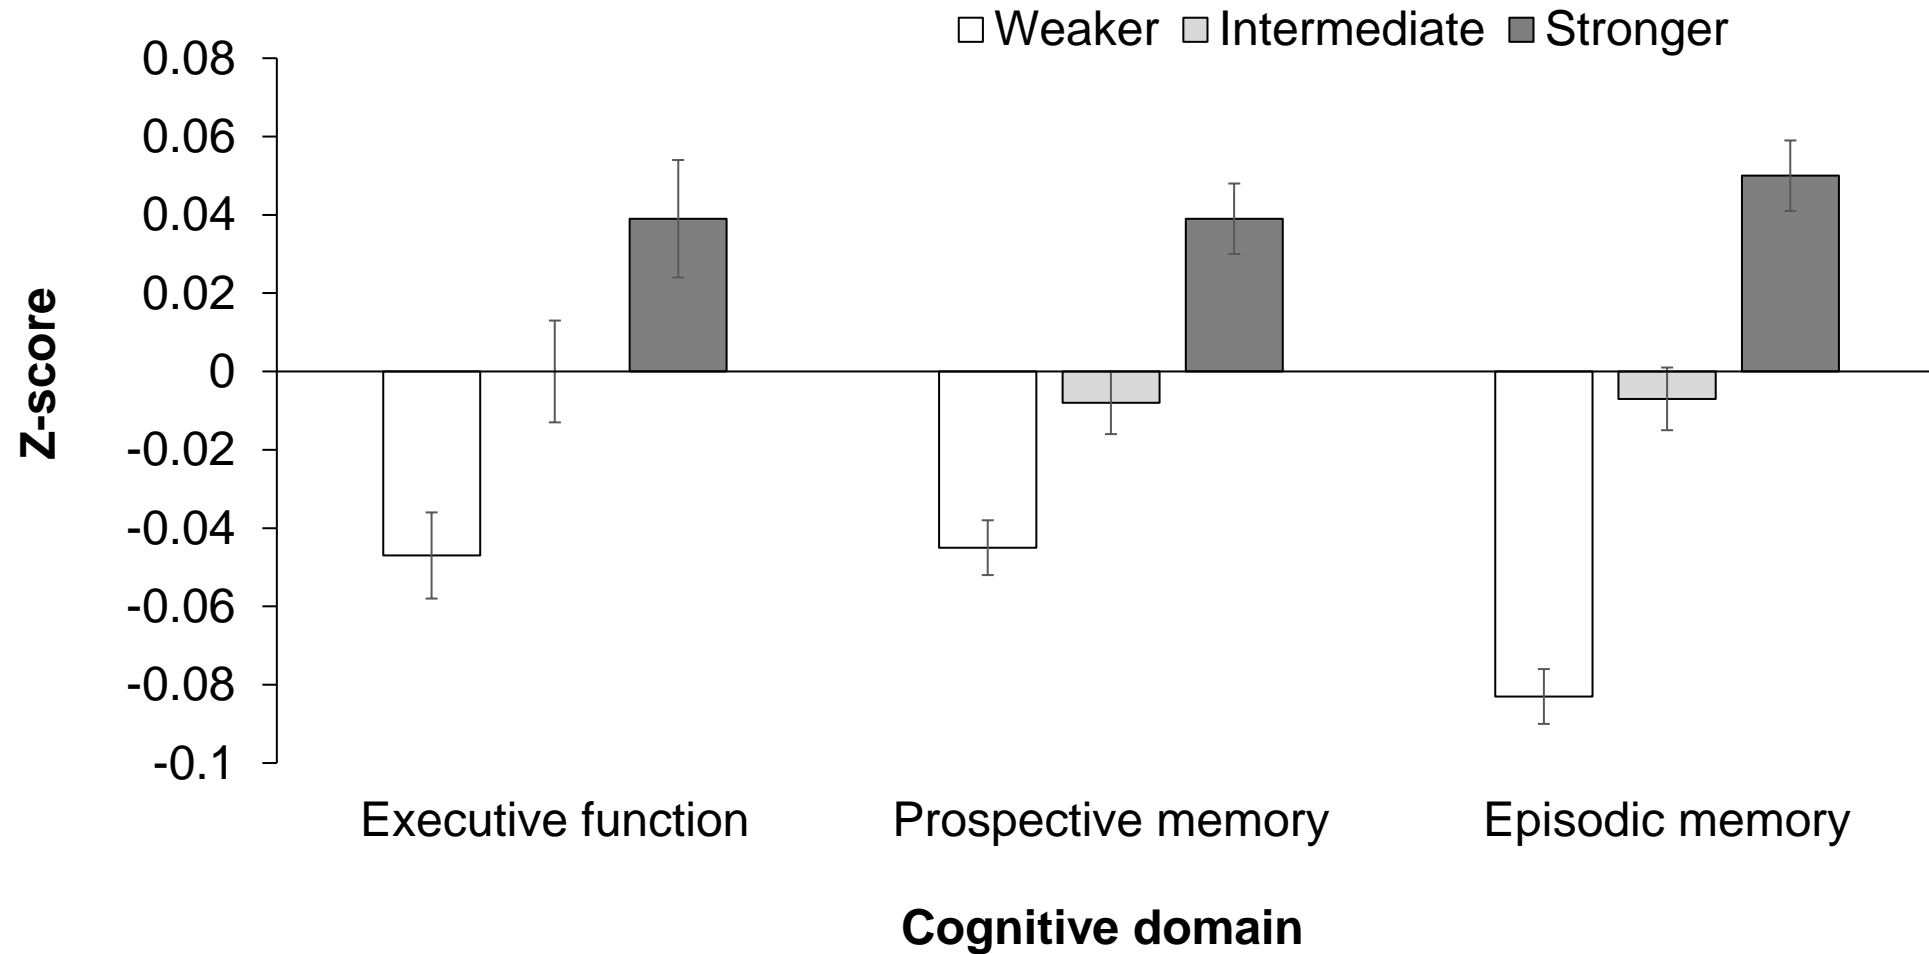 Weaker Intermediate Stronger
0.08
0.06
0.04
0.02
0
-0.02
-0.04
-0.06
-0.08
-0.1
Z-score
Executive function Prospective memory Episodic memory
Cognitive domain